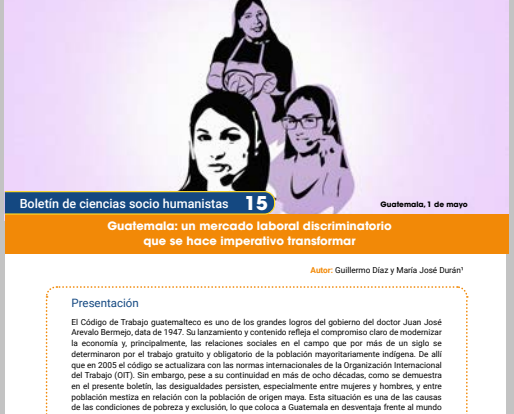 Boletín de ciencias socio humanistas 15
Guatemala, 1 de mayo
Guatemala: un mercado laboral discriminatorio
que se hace imperativo transformar
Autor: Guillermo Díaz y María José Durán¹
Presentación
El Código de Trabajo guatemalteco es uno de los grandes logros del gobierno del doctor Juan José
Arevalo Bermejo, data de 1947. Su lanzamiento y contenido refleja el compromiso claro de modernizar
la economía y, principalmente, las relaciones sociales en el campo que por más de un siglo se
determinaron por el trabajo gratuito y obligatorio de la población mayoritariamente indígena. De allí
que en 2005 el código se actualizara con las normas internacionales de la Organización Internacional
del Trabajo (OIT). Sin embargo, pese a su continuidad en más de ocho décadas, como se demuestra
en el presente boletín, las desigualdades persisten, especialmente entre mujeres y hombres, y entre
población mestiza en relación con la población de origen maya. Esta situación es una de las causas
de las condiciones de pobreza y exclusión, lo que coloca a Guatemala en desventaja frente al mundo